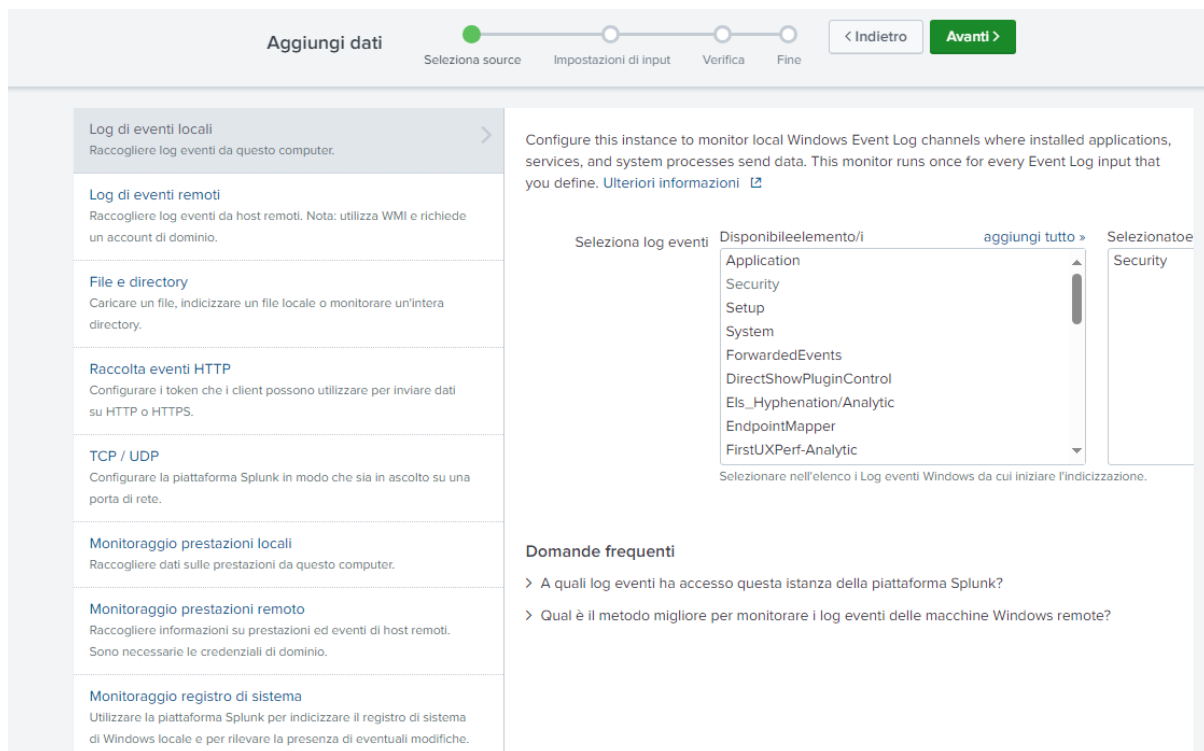 Aggiungi dati
Seleziona source
Impostazioni di input
Verifica
Fine
< Indietro
Avanti >
Log di eventi locali
Raccogliere log eventi da questo computer.
Log di eventi remoti
Raccogliere log eventi da host remoti. Nota: utilizza WMI e richiede
un account di dominio.
File e directory
Caricare un file, indicizzare un file locale o monitorare un'intera
directory.
Raccolta eventi HTTP
Configurare i token che i client possono utilizzare per inviare dati
su HTTP o HTTPS.
TCP / UDP
Configurare la piattaforma Splunk in modo che sia in ascolto su una
porta di rete.
Monitoraggio prestazioni locali
Raccogliere dati sulle prestazioni da questo computer.
Monitoraggio prestazioni remoto
Raccogliere informazioni su prestazioni ed eventi di host remoti.
Sono necessarie le credenziali di dominio.
Monitoraggio registro di sistema
Utilizzare la piattaforma Splunk per indicizzare il registro di sistema
di Windows locale e per rilevare la presenza di eventuali modifiche.
Configure this instance to monitor local Windows Event Log channels where installed applications,
services, and system processes send data. This monitor runs once for every Event Log input that
you define. Ulteriori informazioni
Seleziona log eventi
Disponibileelemento/i
aggiungi tutto »
Selezionatoe
Application
Security
Setup
System
ForwardedEvents
DirectShowPluginControl
Els_Hyphenation/Analytic
EndpointMapper
FirstUXPerf-Analytic
Security
Selezionare nell'elenco i Log eventi Windows da cui iniziare l'indicizzazione.
Domande frequenti
> A quali log eventi ha accesso questa istanza della piattaforma Splunk?
> Qual è il metodo migliore per monitorare i log eventi delle macchine Windows remote?